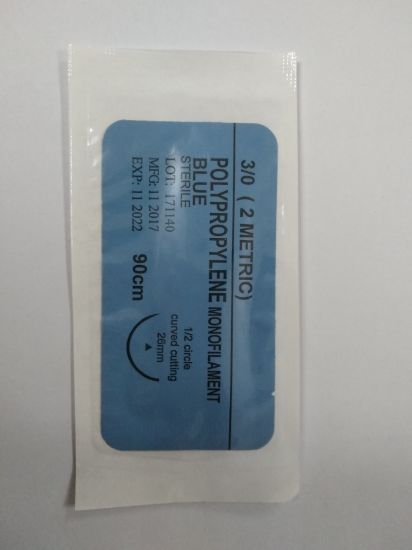 3/0 ( 2 METRIC)
POLYPROPYLENE MONOFILAMENT
BLUE
STERILE
LOT: 171140
MFG: 11 2017
EXP: 11 2022
90cm
1/2 circle
curved cutting
26mm